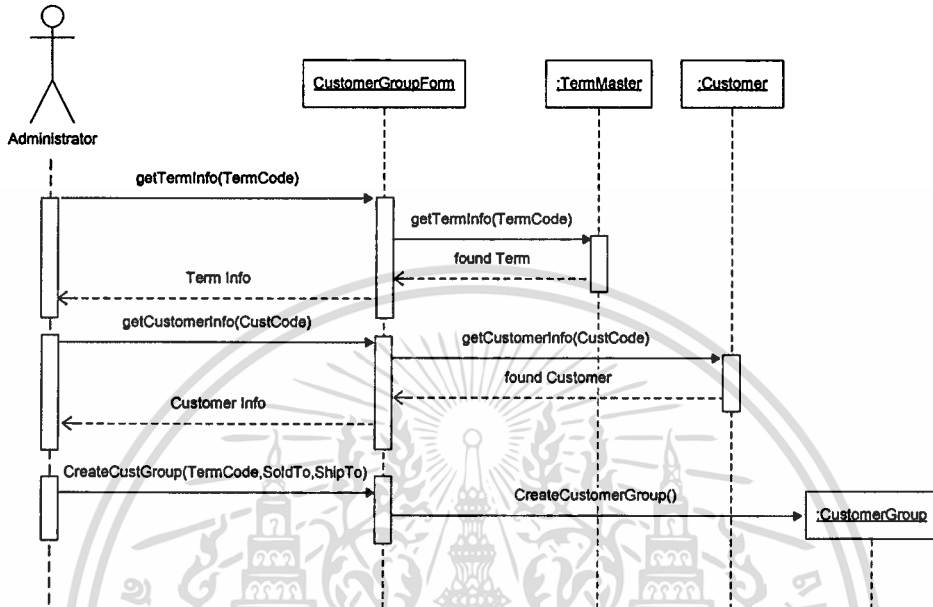 CustomerGroupForm
:TermMaster
:Customer
Administrator
getTermInfo(TermCode)
getTermInfo(TermCode)
found Term
Term Info
getCustomerInfo(CustCode)
getCustomerInfo(CustCode)
found Customer
Customer Info
CreateCustGroup(TermCode,SoldTo,ShipTo)
CreateCustomerGroup()
:CustomerGroup